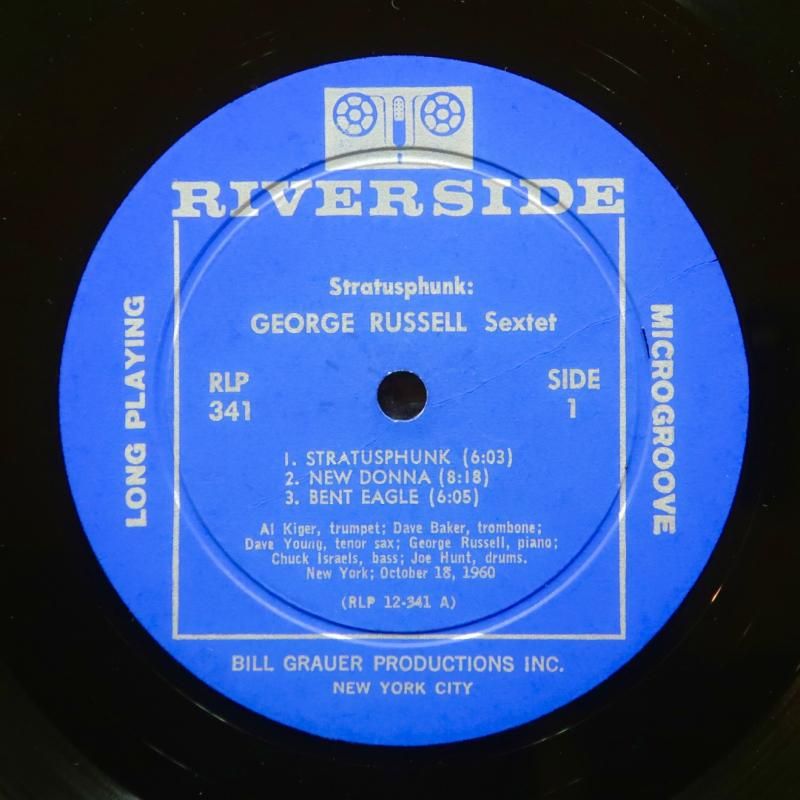 RIVERSIDE
Stratusphunk:
GEORGE RUSSELL Sextet
LONG PLAYING
MICROGROOVE
RLP
341
SIDE
1
1. STRATUSPHUNK (6:03)
2. NEW DONNA (8:18)
3. BENT EAGLE (6:05)
Al Kiger, trumpet; Dave Baker, trombone;
Dave Young, tenor sax; George Russell, piano;
Chuck Israels, bass; Joe Hunt, drums.
New York; October 18, 1960
(RLP 12-341 A)
BILL GRAUER PRODUCTIONS INC.
NEW YORK CITY